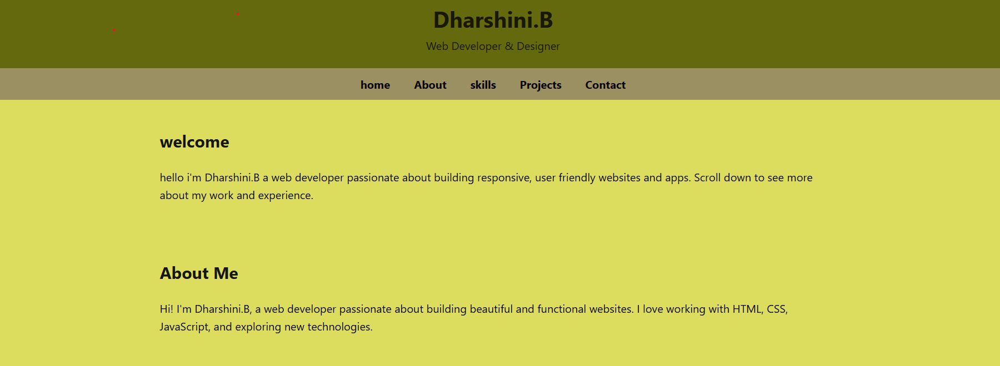 Dharshini.B
Web Developer & Designer
home About skills Projects Contact
welcome
hello i'm Dharshini.B a web developer passionate about building responsive, user friendly websites and apps. Scroll down to see more
about my work and experience.
About Me
Hi! I'm Dharshini.B, a web developer passionate about building beautiful and functional websites. I love working with HTML, CSS,
JavaScript, and exploring new technologies.